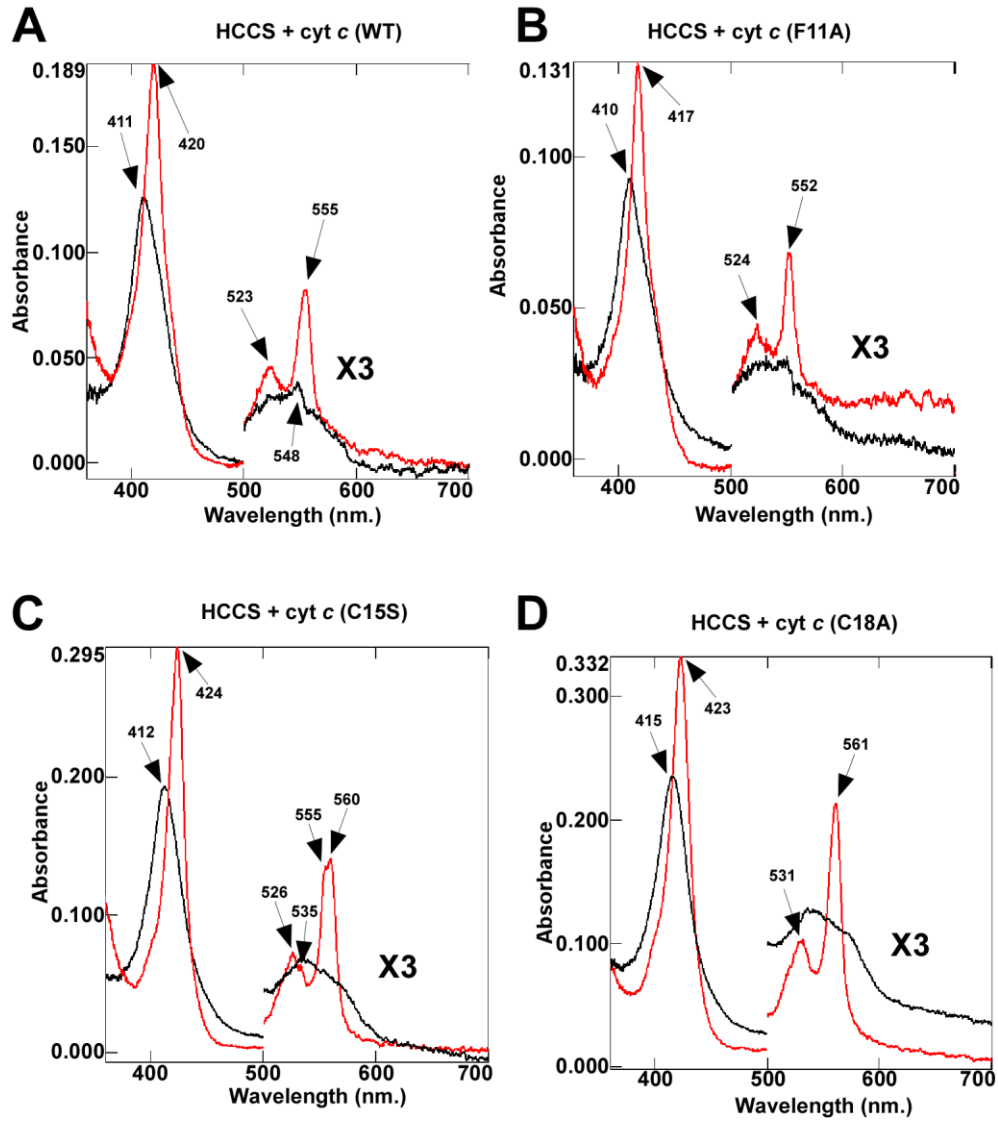 A
HCCS + cyt c (WT)
0.189
0.150
0.100
0.050
0.000
Absorbance
411
420
523
555
548
X3
400
500
600
700
Wavelength (nm.)
B
HCCS + cyt c (F11A)
0.131
0.100
0.050
0.000
Absorbance
410
417
524
552
X3
400
500
600
700
Wavelength (nm.)
C
HCCS + cyt c (C15S)
0.295
0.200
0.100
0.000
Absorbance
412
424
526
535
555
560
X3
400
500
600
700
Wavelength (nm.)
D
HCCS + cyt c (C18A)
0.332
0.300
0.200
0.100
0.000
Absorbance
415
423
531
561
X3
400
500
600
700
Wavelength (nm.)